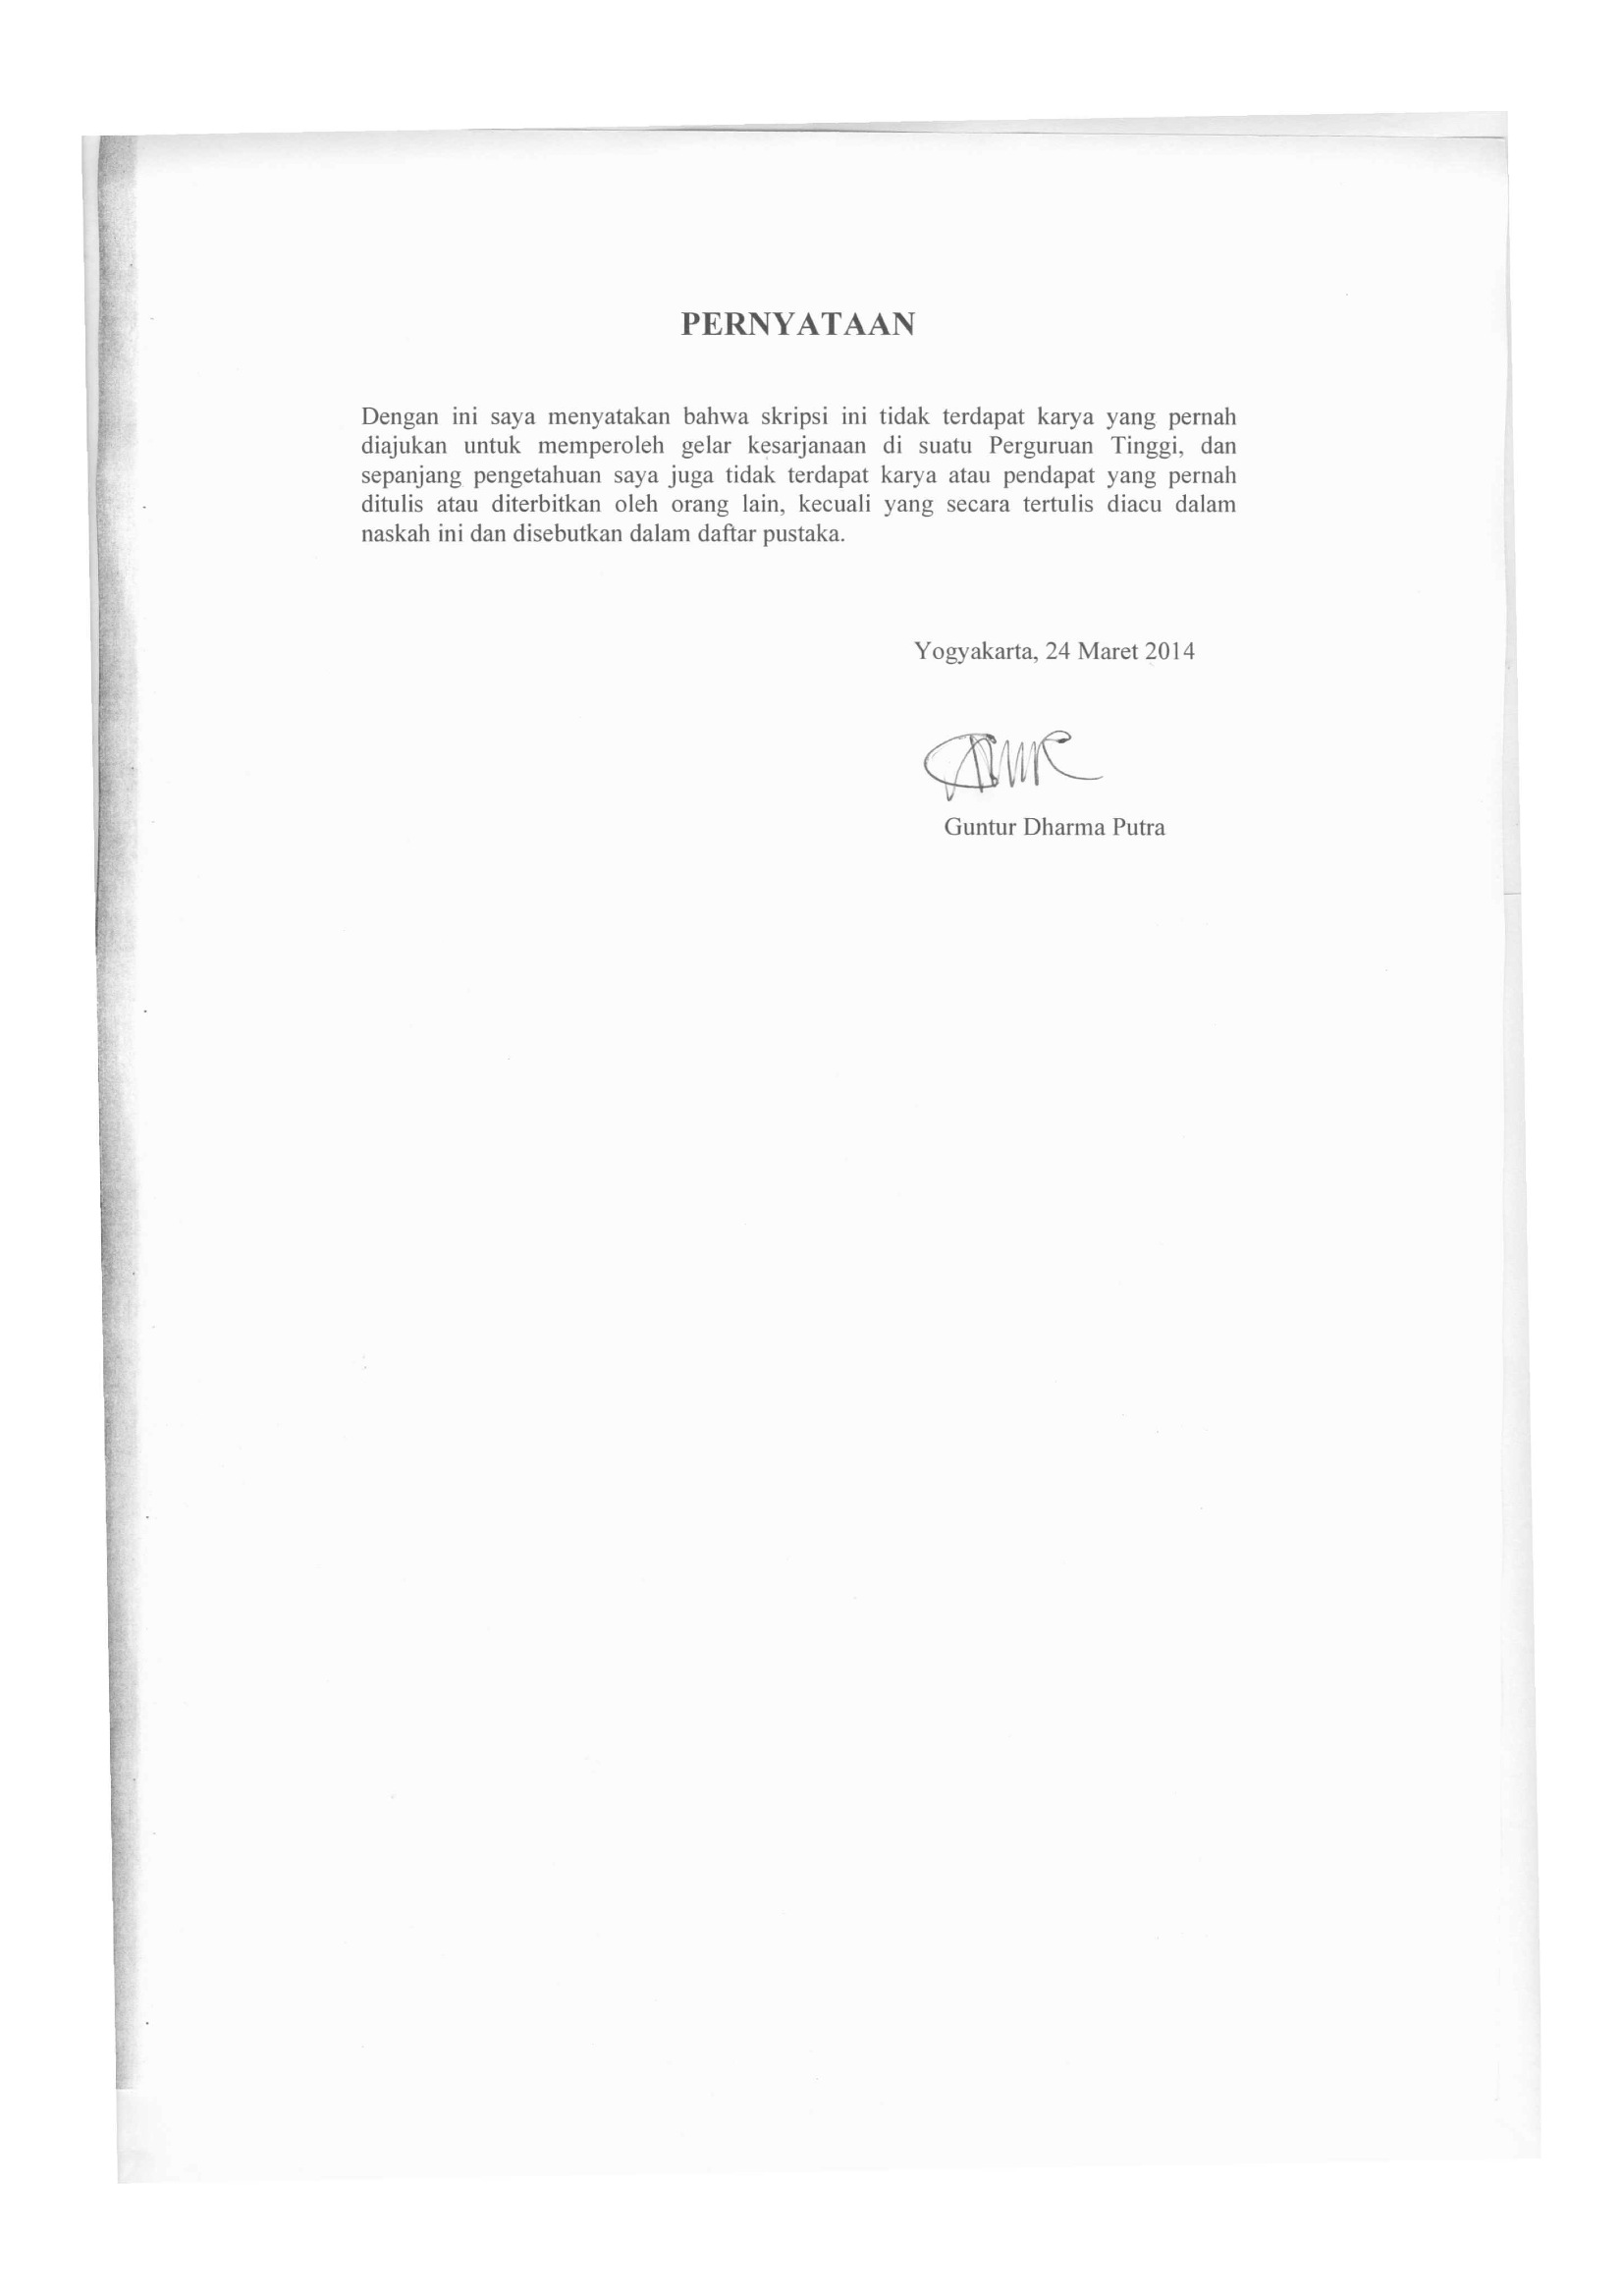 PERNYATAAN
Dengan ini saya menyatakan bahwa skripsi ini tidak terdapat karya yang pernah
diajukan untuk memperoleh gelar kesarjanaan di suatu Perguruan Tinggi, dan
sepanjang pengetahuan saya juga tidak terdapat karya atau pendapat yang pernah
ditulis atau diterbitkan oleh orang lain, kecuali yang secara tertulis diacu dalam
naskah ini dan disebutkan dalam daftar pustaka.
Yogyakarta, 24 Maret 2014
Guntur Dharma Putra